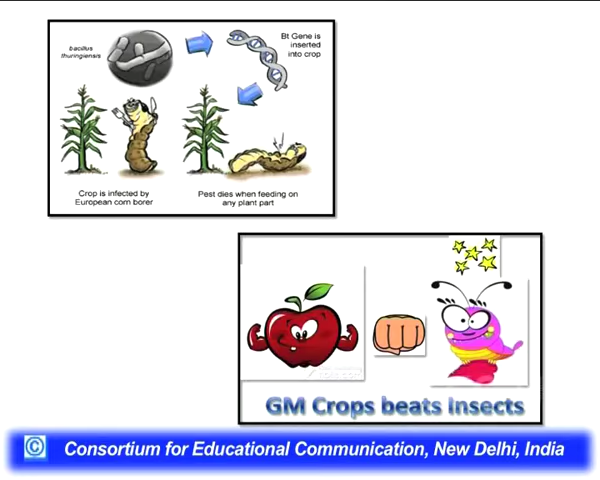 bacillus
thuringiensis
Bt Gene is
inserted
into crop
Crop is infected by
European corn borer
Pest dies when feeding on
any plant part
GM Crops beats Insects
© Consortium for Educational Communication, New Delhi, India